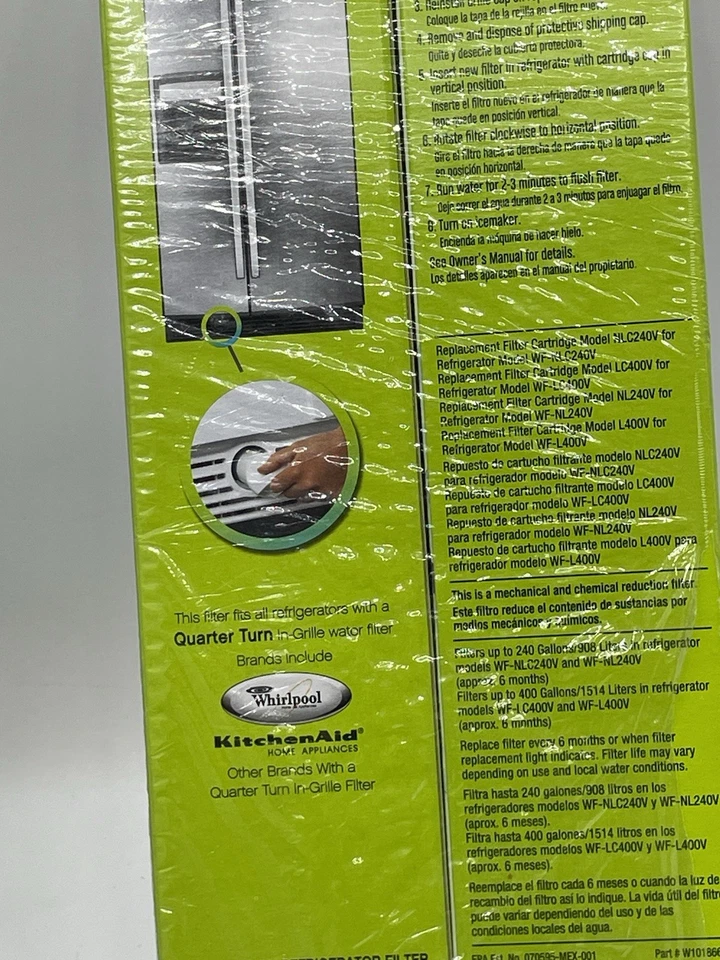 3. Reinstall
Coloque la tapa de la rejilla en el filtro nuevo.
4. Remove and dispose of protective shipping cap.
Quite y deseche la cubierta protectora.
5. Insert new filter in refrigerator with cartridge cap in
vertical position.
Inserte el filtro nuevo en el refrigerador de manera que la
tapa quede en posición vertical.
6. Rotate filter clockwise to horizontal position.
Gire el filtro hacia la derecha de manera que la tapa quede
en posición horizontal.
7. Run water for 2-3 minutes to flush filter.
Deje correr el agua durante 2 a 3 minutos para enjuagar el filtro.
8. Turn on icemaker.
Encienda la máquina de hacer hielo.
See Owner's Manual for details.
Los detalles aparecen en el manual del propietario.
Replacement Filter Cartridge Model NLC240V for
Refrigerator Model WF-NLC240V
Replacement Filter Cartridge Model LC400V for
Refrigerator Model WF-LC400V
Replacement Filter Cartridge Model NL240V for
Refrigerator Model WF-NL240V
Replacement Filter Cartridge Model L400V for
Refrigerator Model WF-L400V
Repuesto de cartucho filtrante modelo NLC240V
para refrigerador modelo WF-NLC240V
Repuesto de cartucho filtrante modelo LC400V
para refrigerador modelo WF-LC400V
Repuesto de cartucho filtrante modelo NL240V
para refrigerador modelo WF-NL240V
Repuesto de cartucho filtrante modelo L400V para
refrigerador modelo WF-L400V
This is a mechanical and chemical reduction filter.
Este filtro reduce el contenido de sustancias por
medios mecánicos y químicos.
Filters up to 240 Gallons/908 Liters in refrigerator
models WF-NLC240V and WF-NL240V
(approx. 6 months)
Filters up to 400 Gallons/1514 Liters in refrigerator
models WF-LC400V and WF-L400V
(approx. 6 months)
Replace filter every 6 months or when filter
replacement light indicates. Filter life may vary
depending on use and local water conditions.
Filtra hasta 240 galones/908 litros en los
refrigeradores modelos WF-NLC240V y WF-NL240V
(aprox. 6 meses).
Filtra hasta 400 galones/1514 litros en los
refrigeradores modelos WF-LC400V y WF-L400V
(aprox. 6 meses).
Reemplace el filtro cada 6 meses o cuando la luz de
recambio del filtro así lo indique. La vida útil del filtro
puede variar dependiendo del uso y de las
condiciones locales del agua.
EPA Est. No. 070595-MEX-001
Part # W101866
This filter fits all refrigerators with a
Quarter Turn In-Grille water filter
Brands Include
Whirlpool
KitchenAid®
HOME APPLIANCES
Other Brands With a
Quarter Turn In-Grille Filter
REFRIGERATOR FILTER